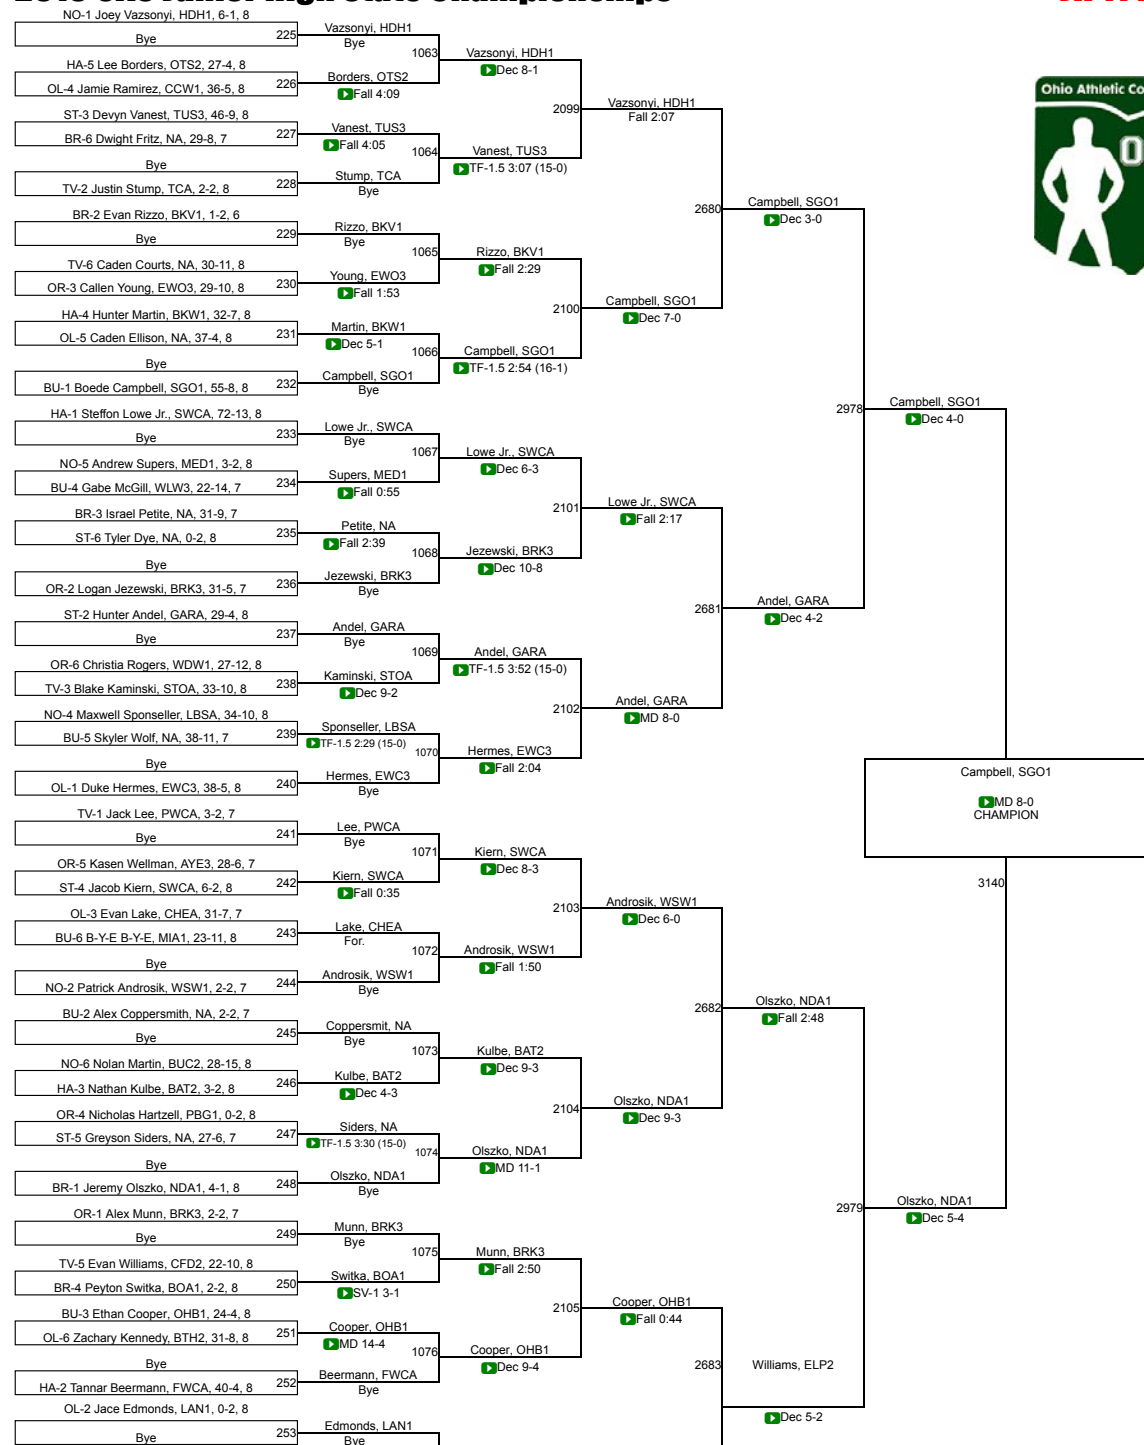 NO-1 Joey Vazsonyi, HDH1, 6-1, 8
Bye
225
HA-5 Lee Borders, OTS2, 27-4, 8
OL-4 Jamie Ramirez, CCW1, 36-5, 8
226
ST-3 Devyn Vanest, TUS3, 46-9, 8
BR-6 Dwight Fritz, NA, 29-8, 7
227
Bye
TV-2 Justin Stump, TCA, 2-2, 8
228
BR-2 Evan Rizzo, BKV1, 1-2, 6
Bye
229
TV-6 Caden Courts, NA, 30-11, 8
OR-3 Callen Young, EWO3, 29-10, 8
230
HA-4 Hunter Martin, BKW1, 32-7, 8
OL-5 Caden Ellison, NA, 37-4, 8
231
Bye
BU-1 Boede Campbell, SGO1, 55-8, 8
232
HA-1 Steffon Lowe Jr., SWCA, 72-13, 8
Bye
233
NO-5 Andrew Supers, MED1, 3-2, 8
BU-4 Gabe McGill, WLW3, 22-14, 7
234
BR-3 Israel Petite, NA, 31-9, 7
ST-6 Tyler Dye, NA, 0-2, 8
235
Bye
OR-2 Logan Jezewski, BRK3, 31-5, 7
236
ST-2 Hunter Andel, GARA, 29-4, 8
Bye
237
OR-6 Christia Rogers, WDW1, 27-12, 8
TV-3 Blake Kaminski, STOA, 33-10, 8
238
NO-4 Maxwell Sponseller, LBSA, 34-10, 8
BU-5 Skyler Wolf, NA, 38-11, 7
239
Bye
OL-1 Duke Hermes, EWC3, 38-5, 8
240
TV-1 Jack Lee, PWCA, 3-2, 7
Bye
241
OR-5 Kasen Wellman, AYE3, 28-6, 7
ST-4 Jacob Kiern, SWCA, 6-2, 8
242
OL-3 Evan Lake, CHEA, 31-7, 7
BU-6 B-Y-E B-Y-E, MIA1, 23-11, 8
243
Bye
NO-2 Patrick Androsik, WSW1, 2-2, 7
244
BU-2 Alex Coppersmith, NA, 2-2, 7
Bye
245
NO-6 Nolan Martin, BUC2, 28-15, 8
HA-3 Nathan Kulbe, BAT2, 3-2, 8
246
OR-4 Nicholas Hartzell, PBG1, 0-2, 8
ST-5 Greyson Siders, NA, 27-6, 7
247
Bye
BR-1 Jeremy Olszko, NDA1, 4-1, 8
248
OR-1 Alex Munn, BRK3, 2-2, 7
Bye
249
TV-5 Evan Williams, CFD2, 22-10, 8
BR-4 Peyton Switka, BOA1, 2-2, 8
250
BU-3 Ethan Cooper, OHB1, 24-4, 8
OL-6 Zachary Kennedy, BTH2, 31-8, 8
251
Bye
HA-2 Tannar Beermann, FWCA, 40-4, 8
252
OL-2 Jace Edmonds, LAN1, 0-2, 8
Bye
253
Vazsonyi, HDH1
Bye
1063
Borders, OTS2
Fall 4:09
Vanest, TUS3
Fall 4:05
1064
Stump, TCA
Bye
Rizzo, BKV1
Bye
1065
Young, EWO3
Fall 1:53
Martin, BKW1
Dec 5-1
1066
Campbell, SGO1
Bye
Lowe Jr., SWCA
Bye
1067
Supers, MED1
Fall 0:55
Petite, NA
Fall 2:39
1068
Jezewski, BRK3
Bye
Andel, GARA
Bye
1069
Kaminski, STOA
Dec 9-2
Sponseller, LBSA
TF-1.5 2:29 (15-0)
1070
Hermes, EWC3
Bye
Lee, PWCA
Bye
1071
Kiern, SWCA
Fall 0:35
Lake, CHEA
For.
1072
Androsik, WSW1
Bye
Coppersmit, NA
Bye
1073
Kulbe, BAT2
Dec 4-3
Siders, NA
TF-1.5 3:30 (15-0)
1074
Olszko, NDA1
Bye
Munn, BRK3
Bye
1075
Switka, BOA1
SV-1 3-1
Cooper, OHB1
MD 14-4
1076
Beermann, FWCA
Bye
Edmonds, LAN1
Bye
Vazsonyi, HDH1
Dec 8-1
2099
Vanest, TUS3
TF-1.5 3:07 (15-0)
Rizzo, BKV1
Fall 2:29
2100
Campbell, SGO1
TF-1.5 2:54 (16-1)
Lowe Jr., SWCA
Dec 6-3
2101
Jezewski, BRK3
Dec 10-8
Andel, GARA
TF-1.5 3:52 (15-0)
2102
Hermes, EWC3
Fall 2:04
Kiern, SWCA
Dec 8-3
2103
Androsik, WSW1
Fall 1:50
Kulbe, BAT2
Dec 9-3
2104
Olszko, NDA1
MD 11-1
Munn, BRK3
Fall 2:50
2105
Cooper, OHB1
Dec 9-4
Vazsonyi, HDH1
Fall 2:07
2680
Campbell, SGO1
Dec 7-0
Lowe Jr., SWCA
Fall 2:17
2681
Andel, GARA
MD 8-0
Androsik, WSW1
Dec 6-0
2682
Olszko, NDA1
Dec 9-3
Cooper, OHB1
Fall 0:44
2683
Campbell, SGO1
Dec 3-0
2978
Andel, GARA
Dec 4-2
Olszko, NDA1
Fall 2:48
2979
Williams, ELP2
Dec 5-2
Campbell, SGO1
Dec 4-0
Olszko, NDA1
Dec 5-4
Campbell, SGO1
MD 8-0
CHAMPION
3140
Ohio Athletic Co
O